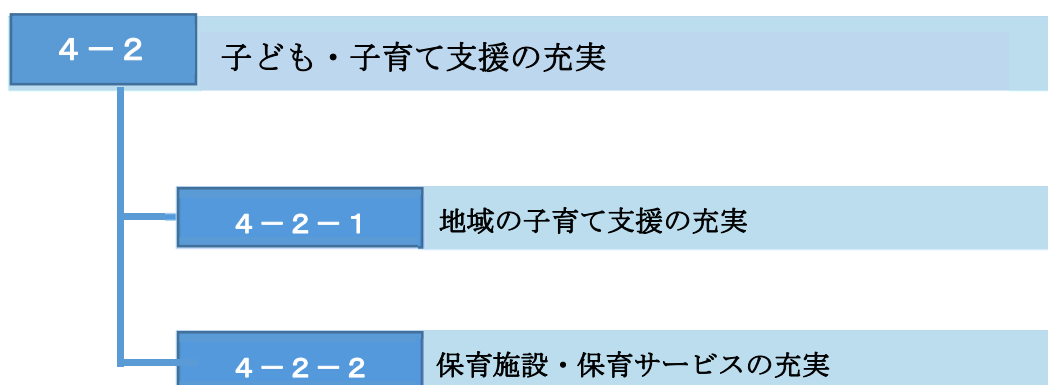 4－2 子ども・子育て支援の充実
4－2－1 地域の子育て支援の充実
4－2－2 保育施設・保育サービスの充実